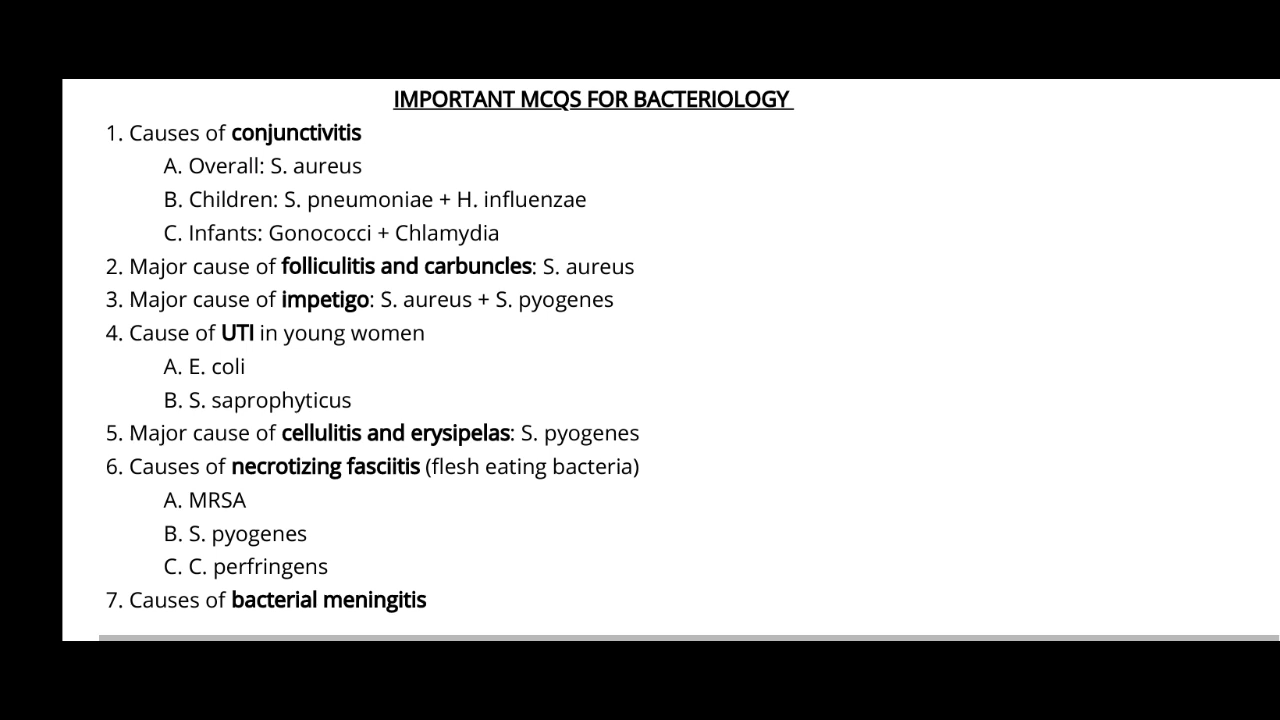 IMPORTANT MCQS FOR BACTERIOLOGY
1. Causes of conjunctivitis
A. Overall: S. aureus
B. Children: S. pneumoniae + H. influenzae
C. Infants: Gonococci + Chlamydia
2. Major cause of folliculitis and carbuncles: S. aureus
3. Major cause of impetigo: S. aureus + S. pyogenes
4. Cause of UTI in young women
A. E. coli
B. S. saprophyticus
5. Major cause of cellulitis and erysipelas: S. pyogenes
6. Causes of necrotizing fasciitis (flesh eating bacteria)
A. MRSA
B. S. pyogenes
C. C. perfringens
7. Causes of bacterial meningitis